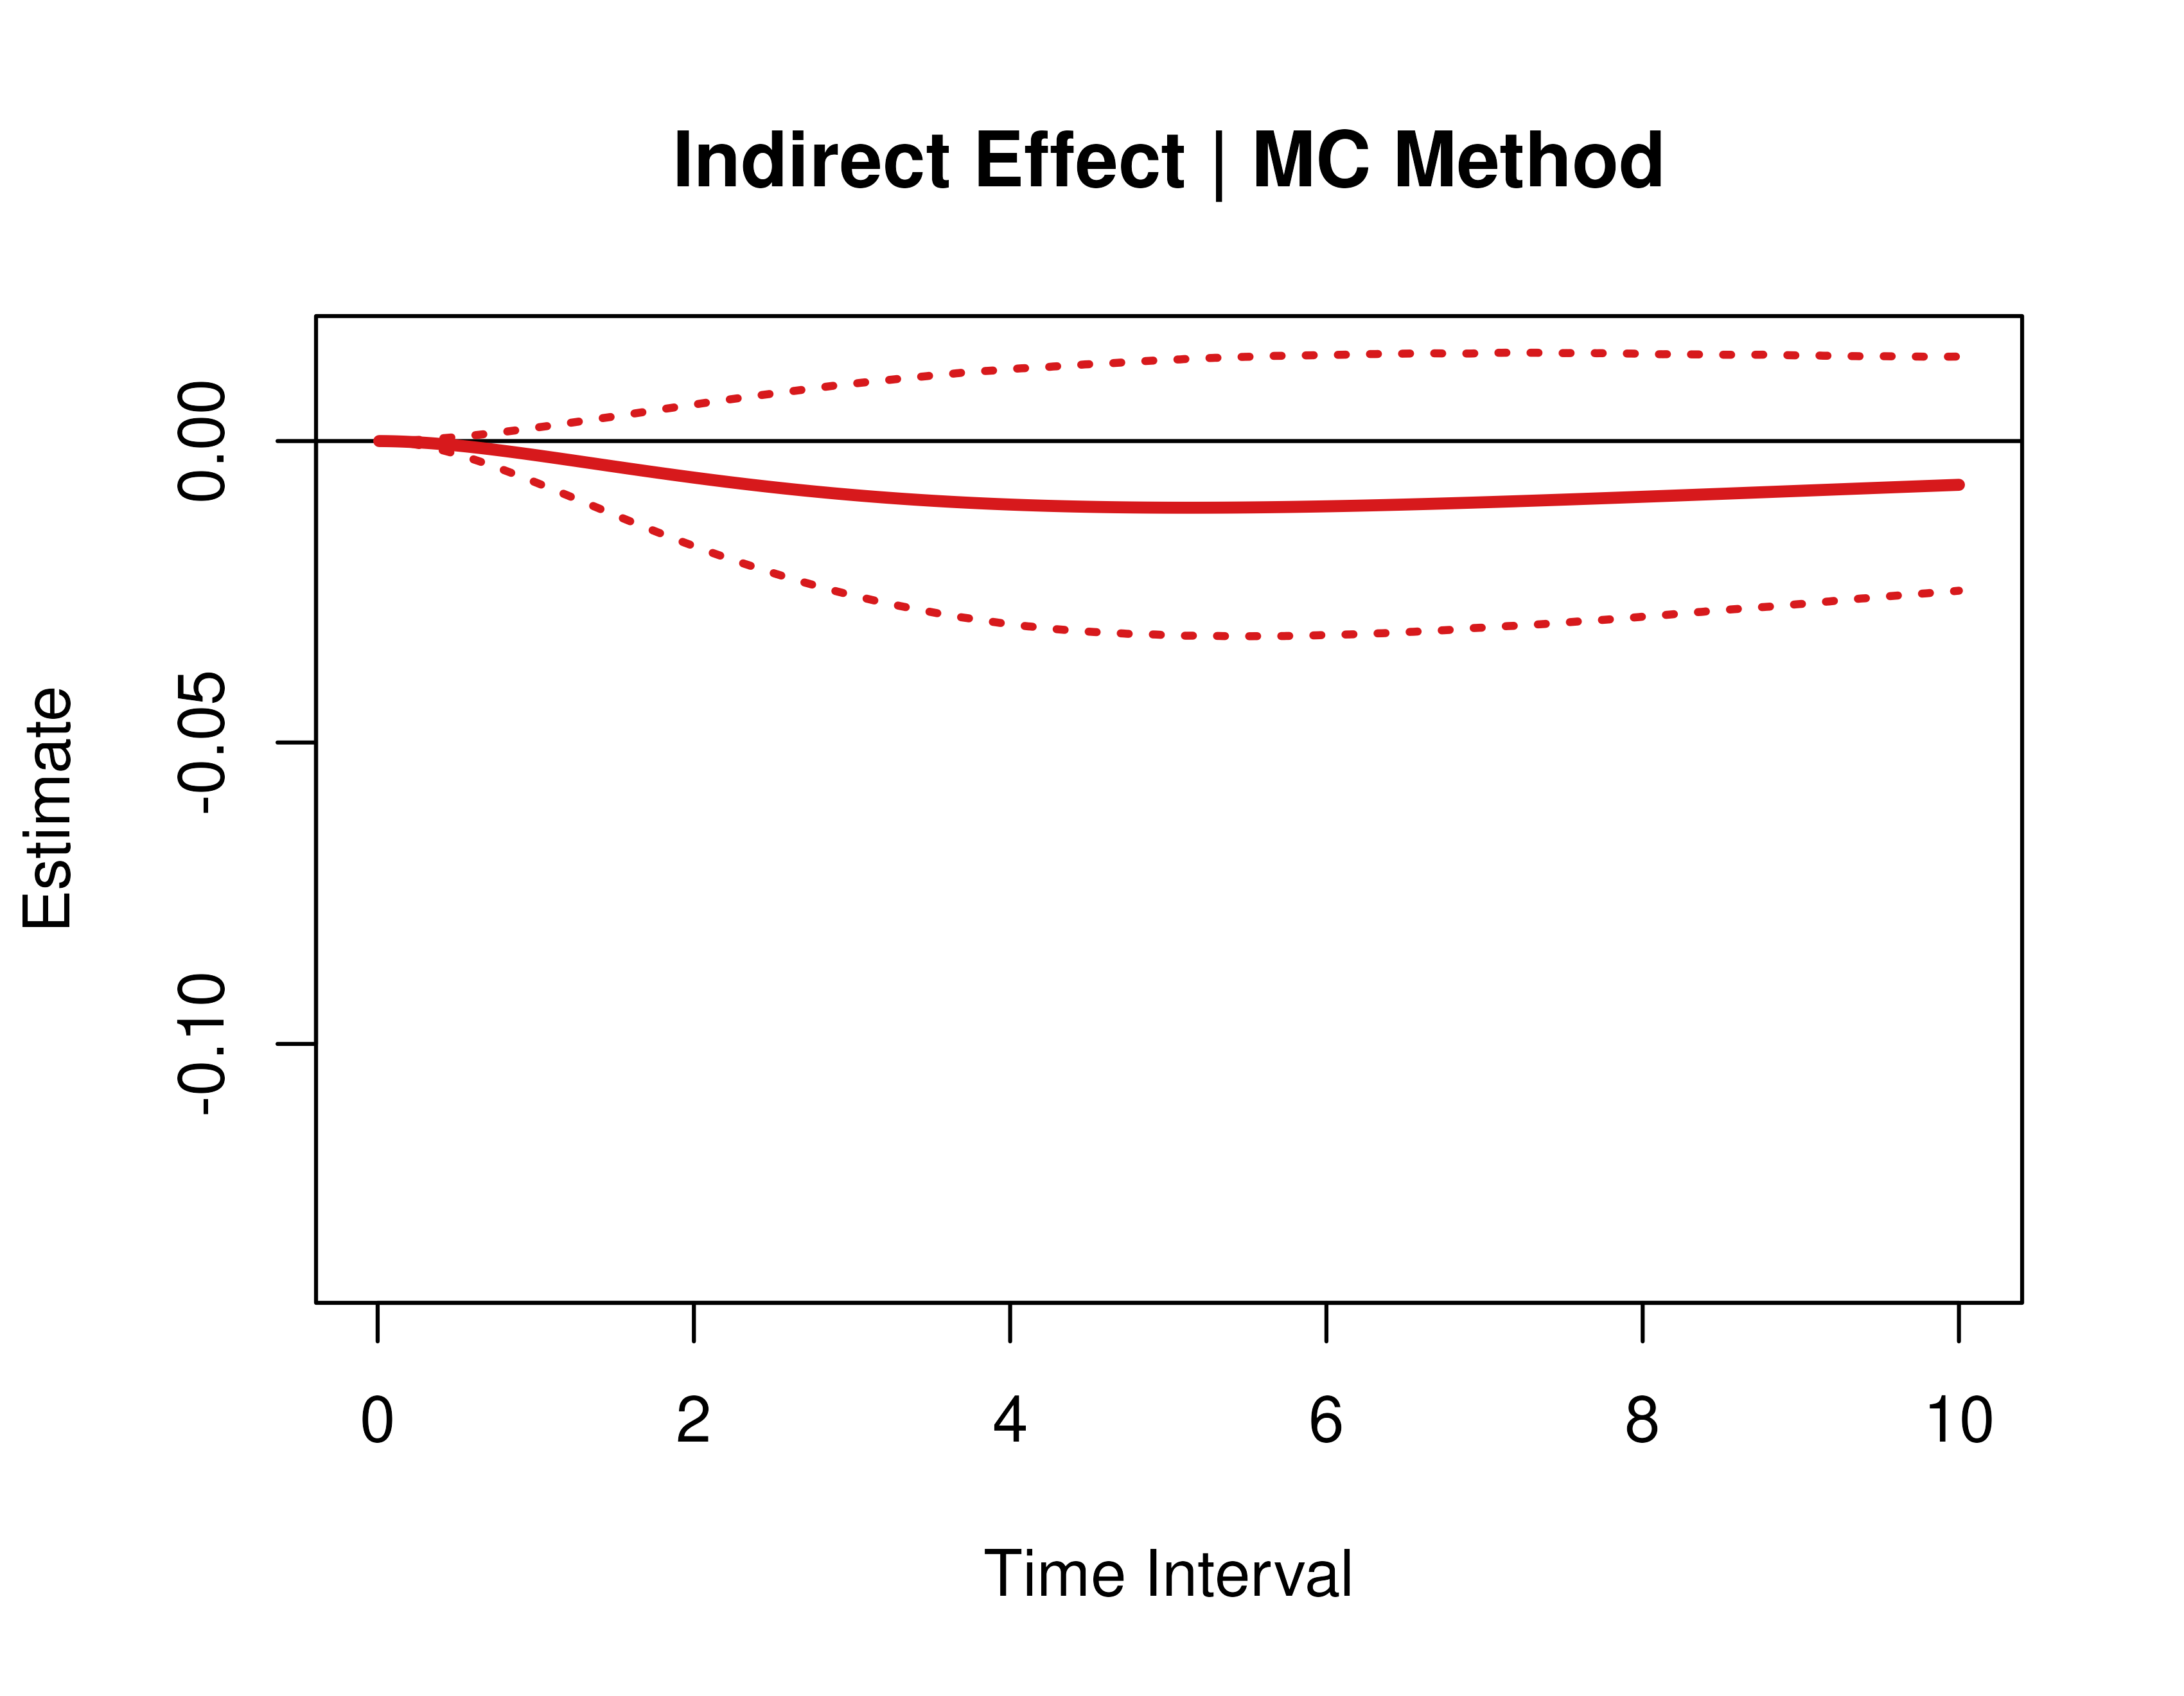 Indirect Effect | MC Method
Estimate
0.00
-0.05
-0.10
0 2 4 6 8 10
Time Interval